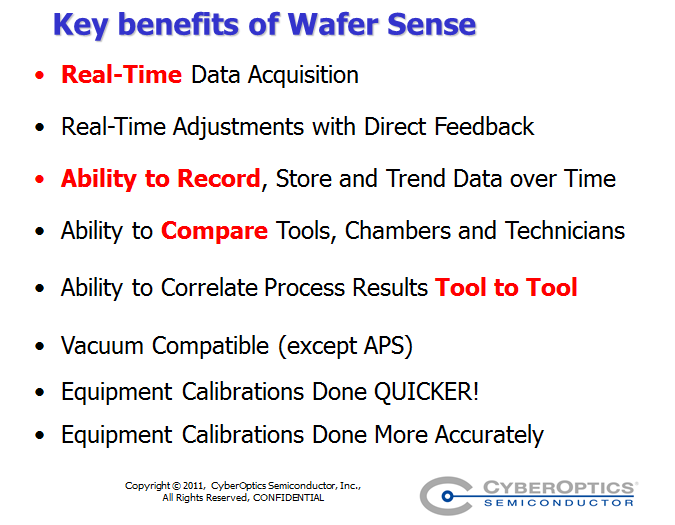 Key benefits of Wafer Sense
• Real-Time Data Acquisition
• Real-Time Adjustments with Direct Feedback
• Ability to Record, Store and Trend Data over Time
• Ability to Compare Tools, Chambers and Technicians
• Ability to Correlate Process Results Tool to Tool
• Vacuum Compatible (except APS)
• Equipment Calibrations Done QUICKER!
• Equipment Calibrations Done More Accurately
Copyright © 2011, CyberOptics Semiconductor, Inc.,
All Rights Reserved, CONFIDENTIAL
CYBEROPTICS
SEMICONDUCTOR